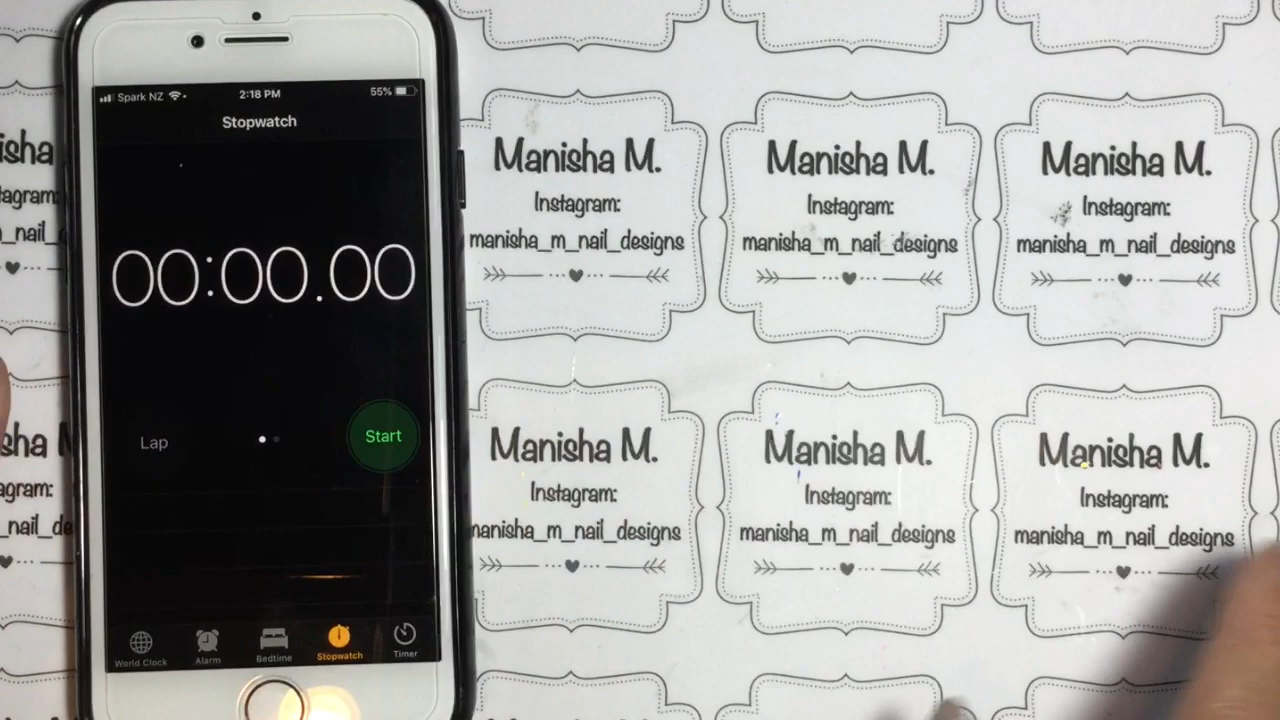 Spark NZ 2:18 PM 55%
Stopwatch
00:00.00
Lap
Start
World Clock Alarm Bedtime Stopwatch Timer
Manisha M.
Instagram:
manisha_m_nail_designs
Manisha M.
Instagram:
manisha_m_nail_designs
Manisha M.
Instagram:
manisha_m_nail_designs
Manisha M.
Instagram:
manisha_m_nail_designs
Manisha M.
Instagram:
manisha_m_nail_designs
Manisha M.
Instagram:
manisha_m_nail_designs